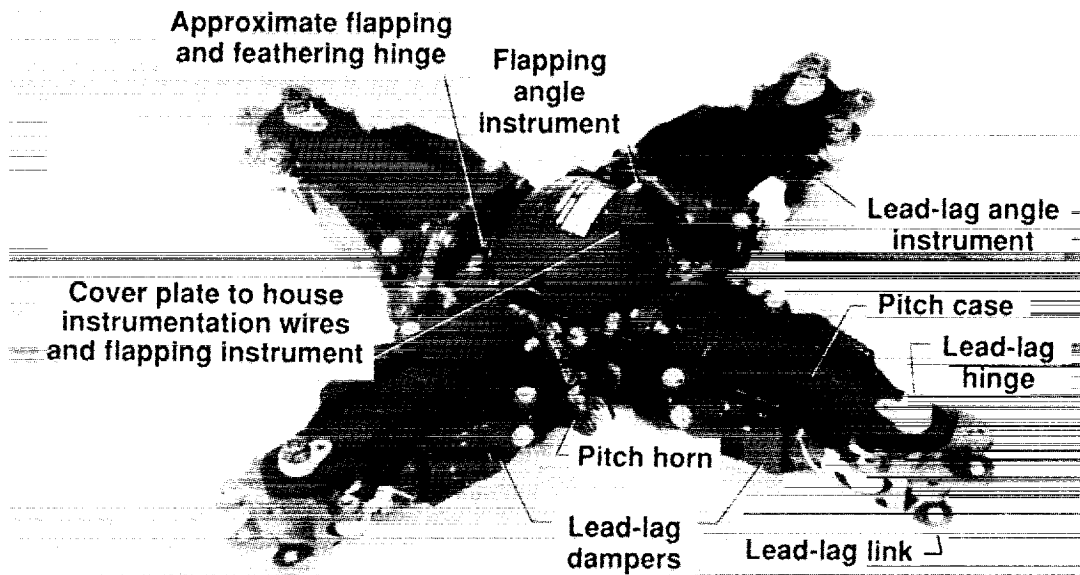 Approximate flapping
and feathering hinge
Flapping
angle
instrument
Lead-lag angle
instrument
Cover plate to house
instrumentation wires
and flapping instrument
Pitch case
Lead-lag
hinge
Pitch horn
Lead-lag
dampers
Lead-lag link